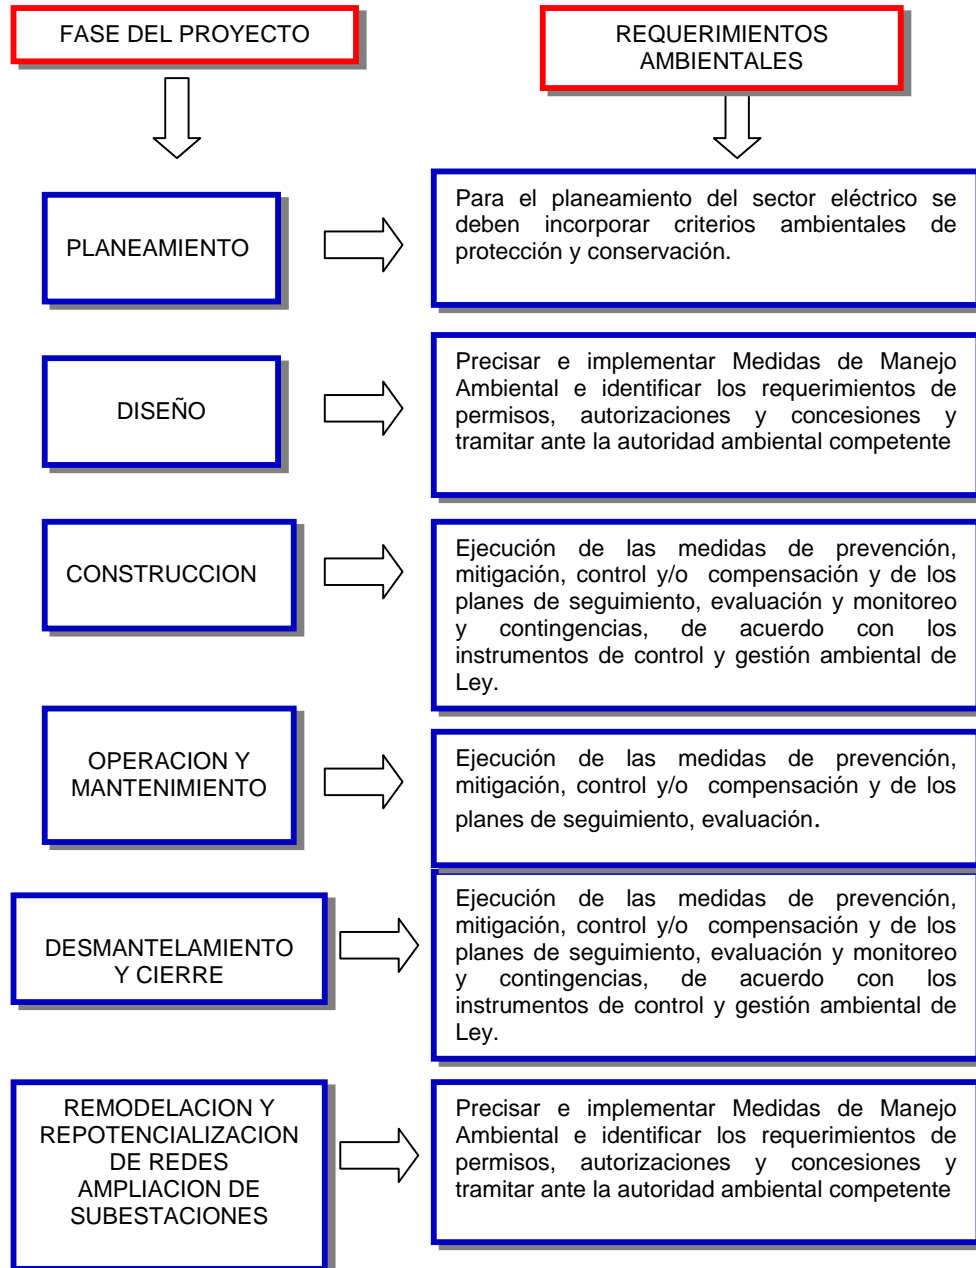 FASE DEL PROYECTO
REQUERIMIENTOS
AMBIENTALES
PLANEAMIENTO
Para el planeamiento del sector eléctrico se
deben incorporar criterios ambientales de
protección y conservación.
DISEÑO
Precisar e implementar Medidas de Manejo
Ambiental e identificar los requerimientos de
permisos, autorizaciones y concesiones y
tramitar ante la autoridad ambiental competente
CONSTRUCCION
Ejecución de las medidas de prevención,
mitigación, control y/o compensación y de los
planes de seguimiento, evaluación y monitoreo
y contingencias, de acuerdo con los
instrumentos de control y gestión ambiental de
Ley.
OPERACION Y
MANTENIMIENTO
Ejecución de las medidas de prevención,
mitigación, control y/o compensación y de los
planes de seguimiento, evaluación.
DESMANTELAMIENTO
Y CIERRE
Ejecución de las medidas de prevención,
mitigación, control y/o compensación y de los
planes de seguimiento, evaluación y monitoreo
y contingencias, de acuerdo con los
instrumentos de control y gestión ambiental de
Ley.
REMODELACION Y
REPOTENCIALIZACION
DE REDES
AMPLIACION DE
SUBESTACIONES
Precisar e implementar Medidas de Manejo
Ambiental e identificar los requerimientos de
permisos, autorizaciones y concesiones y
tramitar ante la autoridad ambiental competente